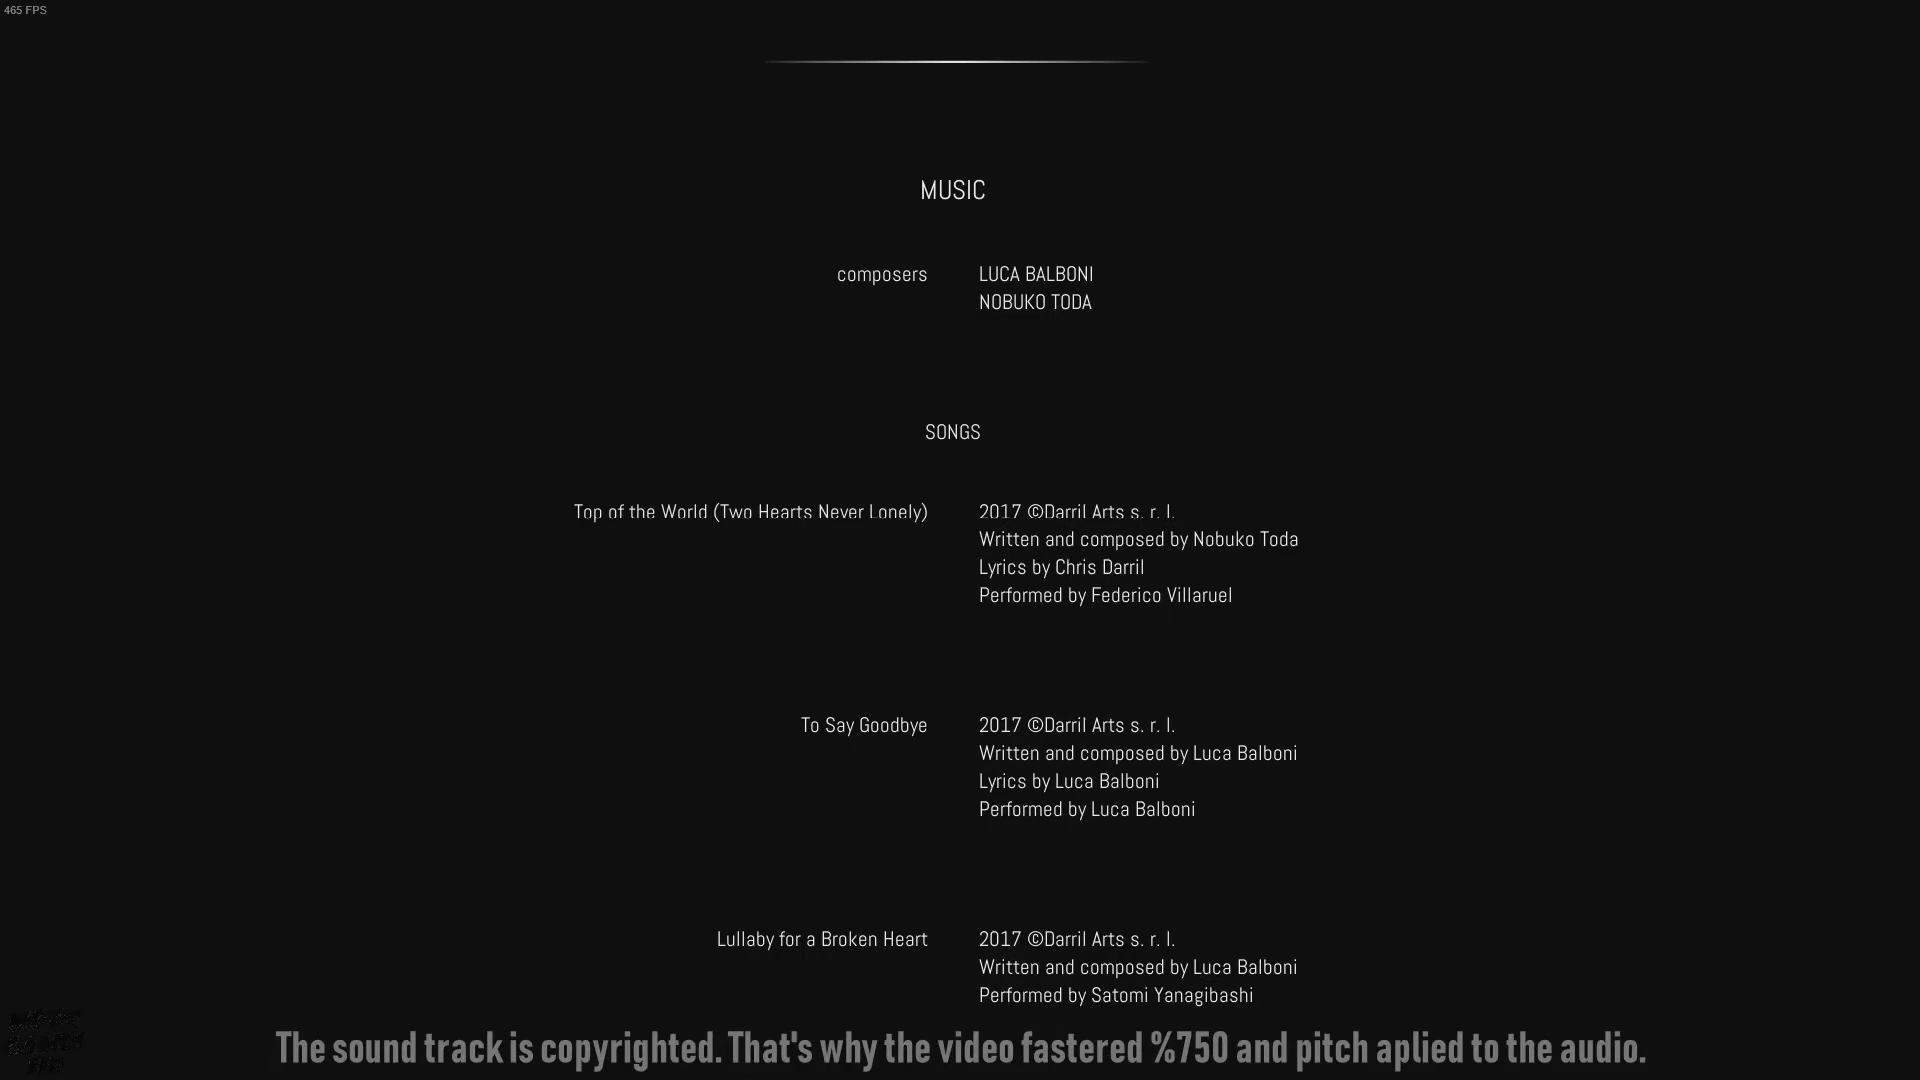 465 FPS
MUSIC
composers LUCA BALBONI
NOBUKO TODA
SONGS
Top of the World (Two Hearts Never Lonely) 2017 ©Darril Arts s. r. l.
Written and composed by Nobuko Toda
Lyrics by Chris Darril
Performed by Federico Villaruel
To Say Goodbye 2017 ©Darril Arts s. r. l.
Written and composed by Luca Balboni
Lyrics by Luca Balboni
Performed by Luca Balboni
Lullaby for a Broken Heart 2017 ©Darril Arts s. r. l.
Written and composed by Luca Balboni
Performed by Satomi Yanagibashi
The sound track is copyrighted. That's why the video fastered %750 and pitch aplied to the audio.